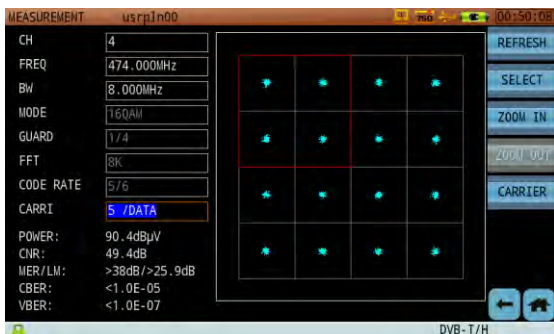 MEASUREMENT usrpIn00 75Ω 00:50:08
CH 4
FREQ 474.000MHz
BW 8.000MHz
MODE 16QAM
GUARD 1/4
FFT 8K
CODE RATE 5/6
CARRI 5 /DATA
POWER: 90.4dBµV
CNR: 49.4dB
MER/LM: >38dB/>25.9dB
CBER: <1.0E-05
VBER: <1.0E-07
REFRESH
SELECT
ZOOM IN
ZOOM OUT
CARRIER
DVB-T/H